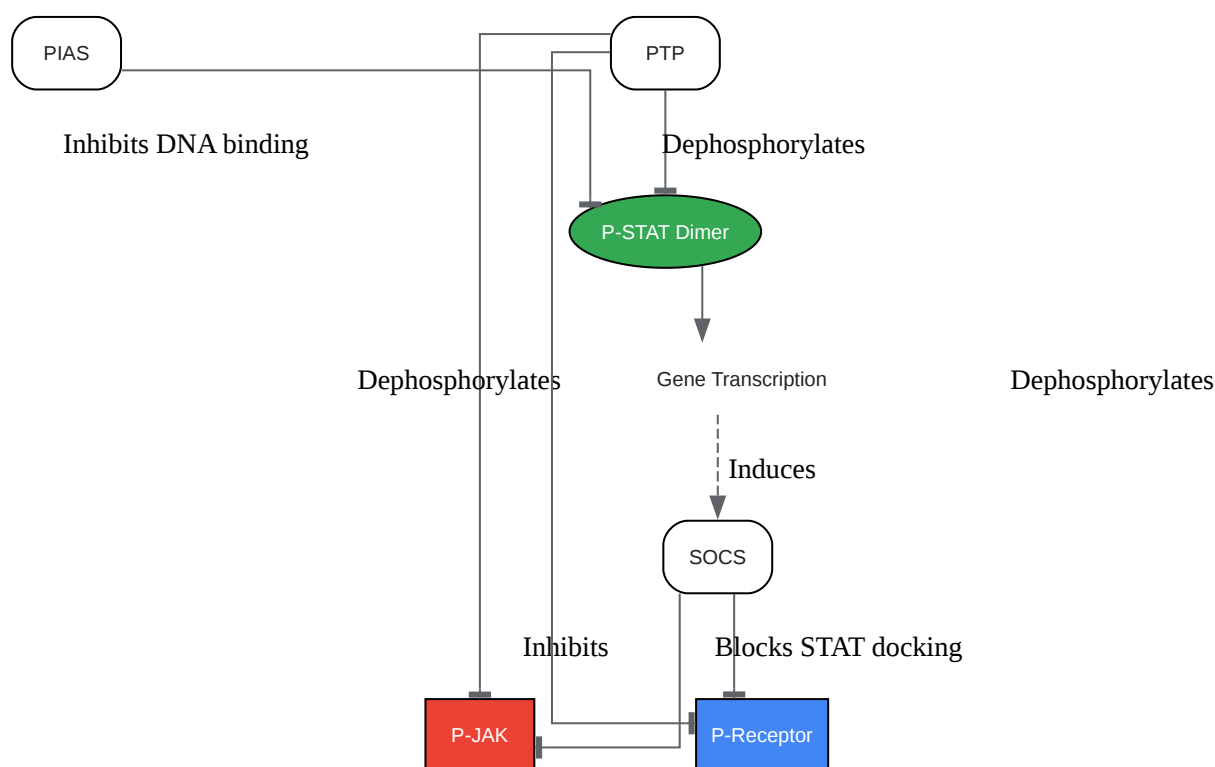 PIAS
PTP
Inhibits DNA binding
Dephosphorylates
P-STAT Dimer
Dephosphorylates
Gene Transcription
Dephosphorylates
Induces
SOCS
Inhibits
Blocks STAT docking
P-JAK
P-Receptor